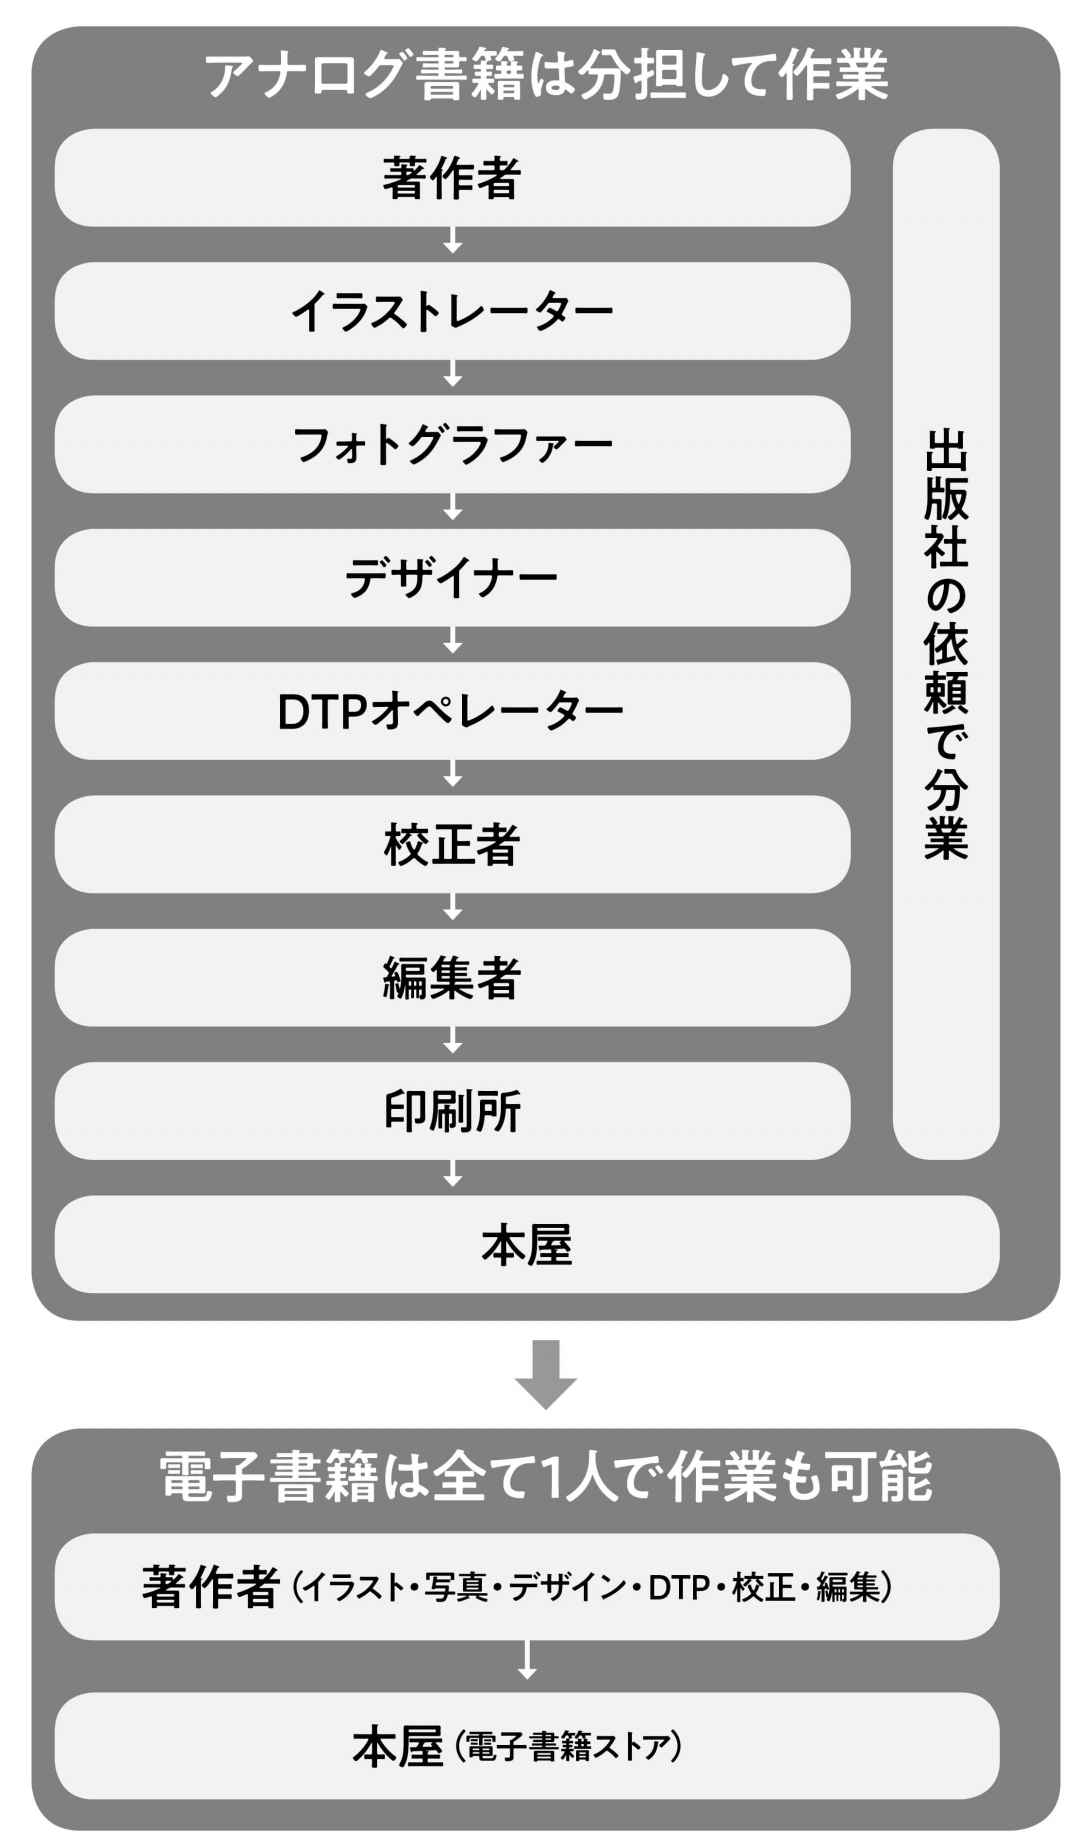 アナログ書籍は分担して作業
著作者
イラストレーター
フォトグラファー
デザイナー
DTPオペレーター
校正者
編集者
印刷所
出版社の依頼で分業
本屋
電子書籍は全て1人で作業も可能
著作者（イラスト・写真・デザイン・DTP・校正・編集）
本屋（電子書籍ストア）